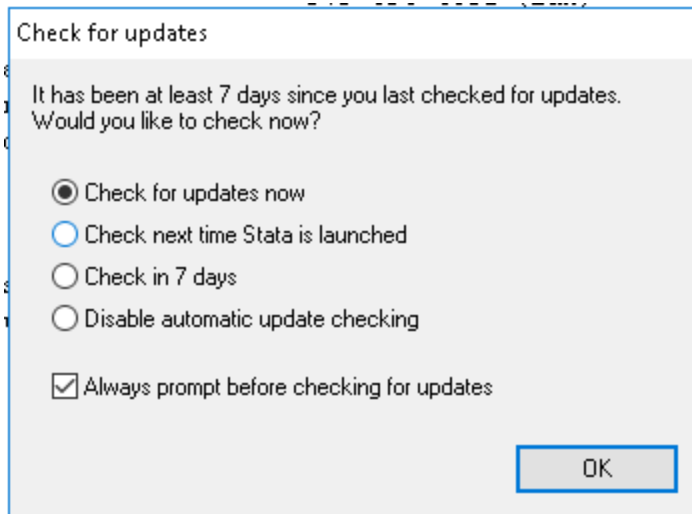 Check for updates
It has been at least 7 days since you last checked for updates.
Would you like to check now?
Check for updates now
Check next time Stata is launched
Check in 7 days
Disable automatic update checking
Always prompt before checking for updates
OK